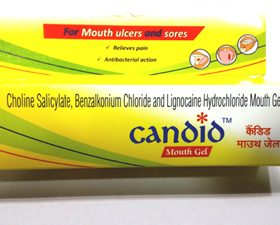 For Mouth ulcers and sores
✓ Relieves pain
✓ Antibacterial action
Choline Salicylate, Benzalkonium Chloride and Lignocaine Hydrochloride Mouth Ge
candid™
Mouth Gel
कैंडिड
माउथ जेल